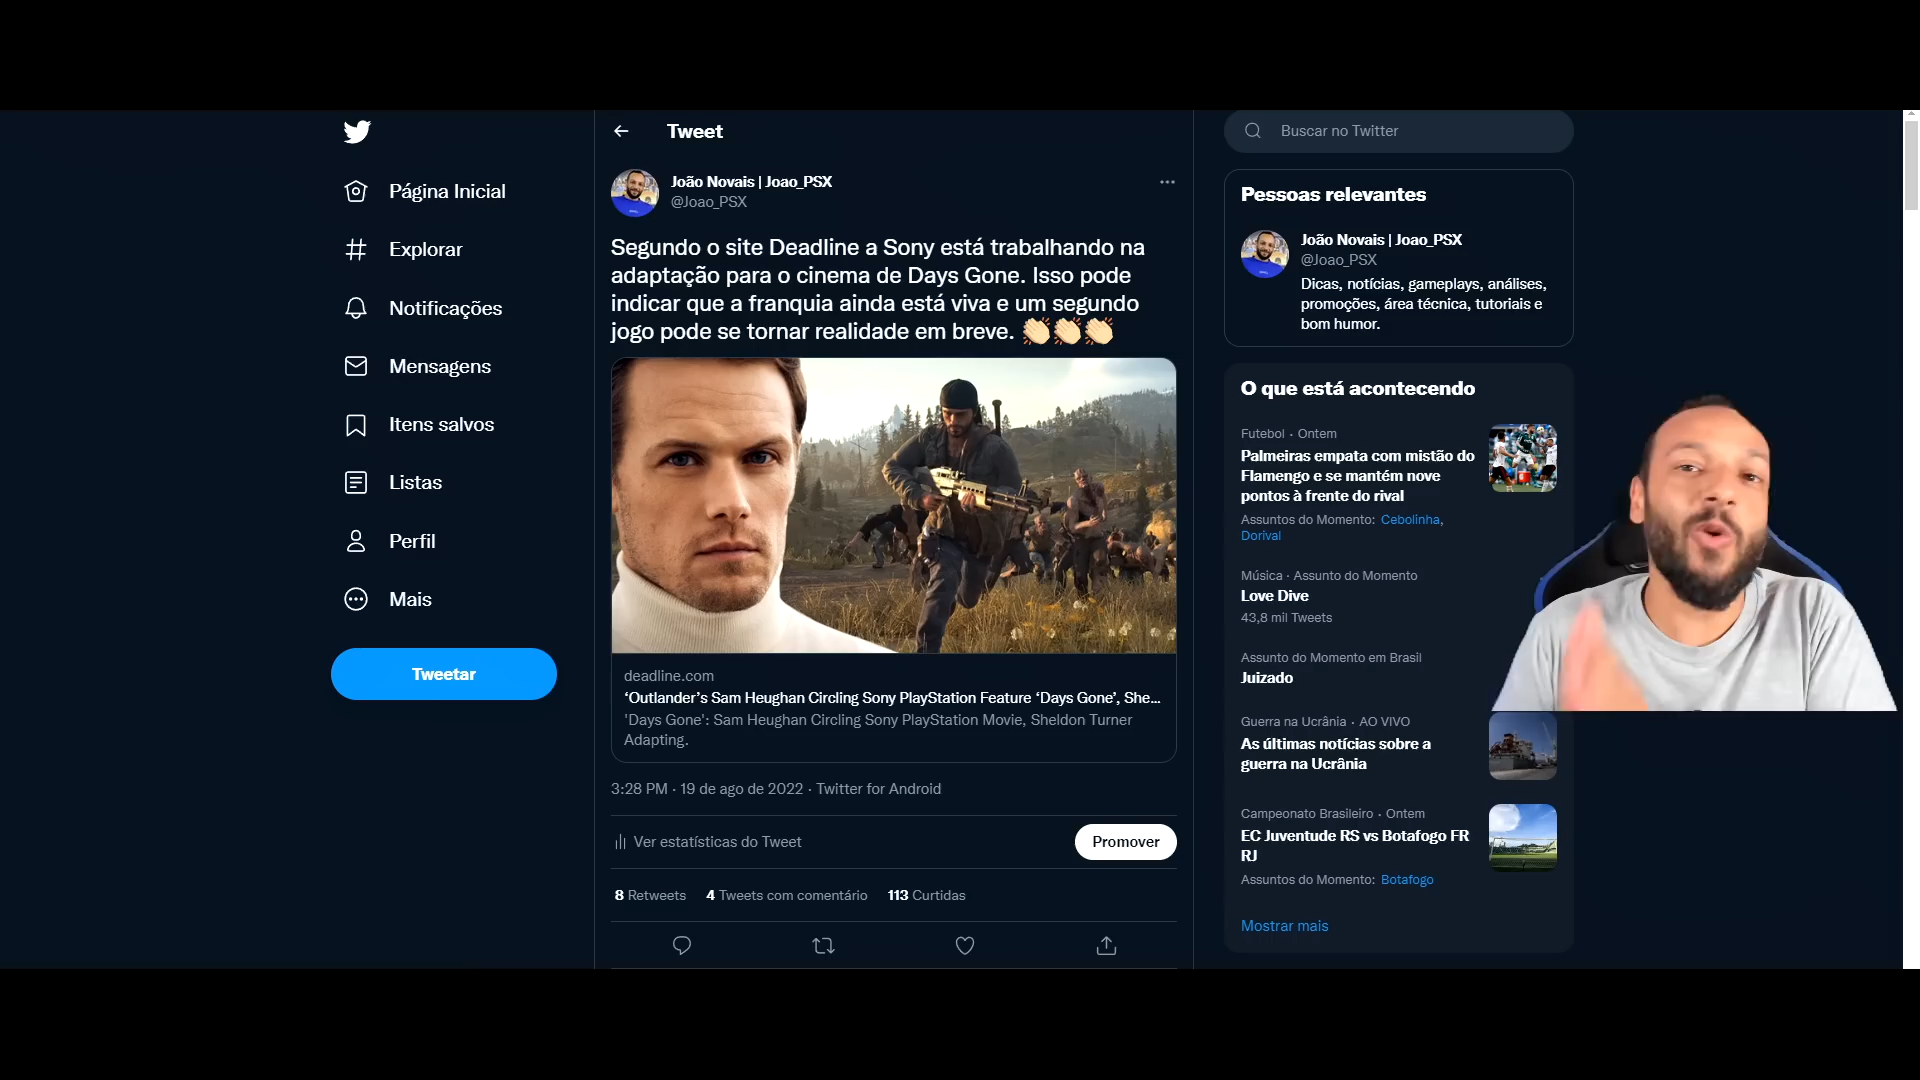 Página Inicial
Explorar
Notificações
Mensagens
Itens salvos
Listas
Perfil
Mais
Tweetar
Tweet
João Novais | Joao_PSX
@Joao_PSX
Segundo o site Deadline a Sony está trabalhando na
adaptação para o cinema de Days Gone. Isso pode
indicar que a franquia ainda está viva e um segundo
jogo pode se tornar realidade em breve. 👏🏻👏🏻👏🏻
deadline.com
‘Outlander’s Sam Heughan Circling Sony PlayStation Feature ‘Days Gone’, She...
'Days Gone': Sam Heughan Circling Sony PlayStation Movie, Sheldon Turner
Adapting.
3:28 PM · 19 de ago de 2022 · Twitter for Android
Ver estatísticas do Tweet
Promover
8 Retweets 4 Tweets com comentário 113 Curtidas
Buscar no Twitter
Pessoas relevantes
João Novais | Joao_PSX
@Joao_PSX
Dicas, notícias, gameplays, análises,
promoções, área técnica, tutoriais e
bom humor.
O que está acontecendo
Futebol · Ontem
Palmeiras empata com mistão do
Flamengo e se mantém nove
pontos à frente do rival
Assuntos do Momento: Cebolinha,
Dorival
Música · Assunto do Momento
Love Dive
43,8 mil Tweets
Assunto do Momento em Brasil
Juizado
Guerra na Ucrânia · AO VIVO
As últimas notícias sobre a
guerra na Ucrânia
Campeonato Brasileiro · Ontem
EC Juventude RS vs Botafogo FR
RJ
Assuntos do Momento: Botafogo
Mostrar mais